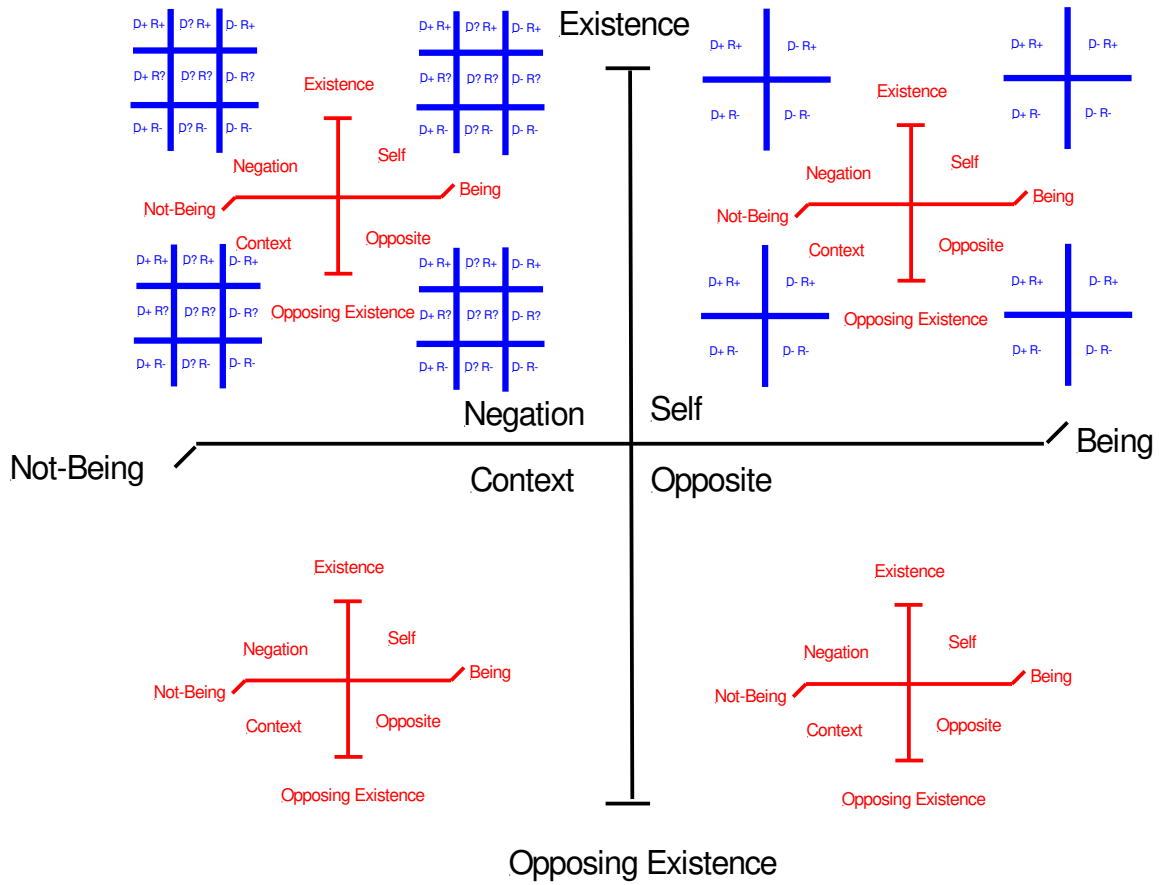 Existence
D+ R+ D? R+ D- R+
D+ R? D? R? D- R?
D+ R- D? R- D- R-
D+ R+ D? R+ D- R+
D+ R? D? R? D- R?
D+ R- D? R- D- R-
Existence
Negation
Self
Not-Being
Being
Context
Opposite
Opposing Existence
D+ R+ D? R+ D- R+
D+ R? D? R? D- R?
D+ R- D? R- D- R-
D+ R+ D? R+ D- R+
D+ R? D? R? D- R?
D+ R- D? R- D- R-
D+ R+ D- R+
D+ R- D- R-
D+ R+ D- R+
D+ R- D- R-
Existence
Negation
Self
Not-Being
Being
Context
Opposite
Opposing Existence
D+ R+ D- R+
D+ R- D- R-
D+ R+ D- R+
D+ R- D- R-
Negation
Self
Not-Being
Being
Context
Opposite
Existence
Negation
Self
Not-Being
Being
Context
Opposite
Opposing Existence
Existence
Negation
Self
Not-Being
Being
Context
Opposite
Opposing Existence
Opposing Existence